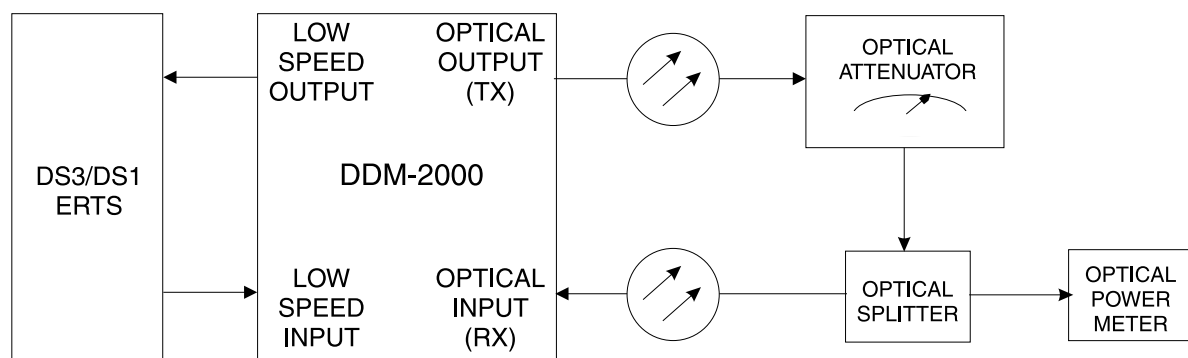 DS3/DS1
ERTS
LOW
SPEED
OUTPUT
OPTICAL
OUTPUT
(TX)
DDM-2000
LOW
SPEED
INPUT
OPTICAL
INPUT
(RX)
OPTICAL
ATTENUATOR
OPTICAL
SPLITTER
OPTICAL
POWER
METER